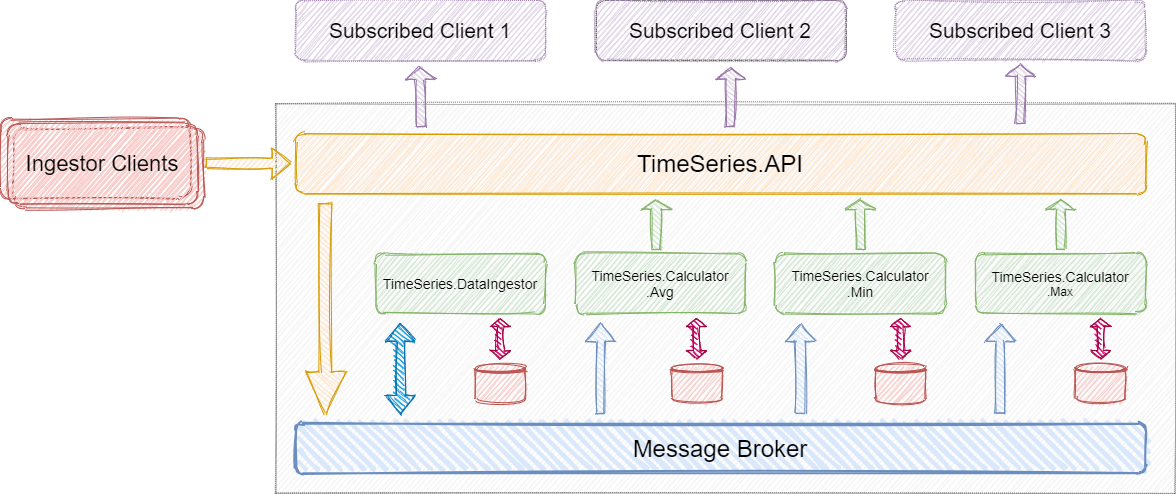 Subscribed Client 1
Subscribed Client 2
Subscribed Client 3
Ingestor Clients
TimeSeries.API
TimeSeries.DataIngestor
TimeSeries.Calculator
.Avg
TimeSeries.Calculator
.Min
TimeSeries.Calculator
.Max
Message Broker